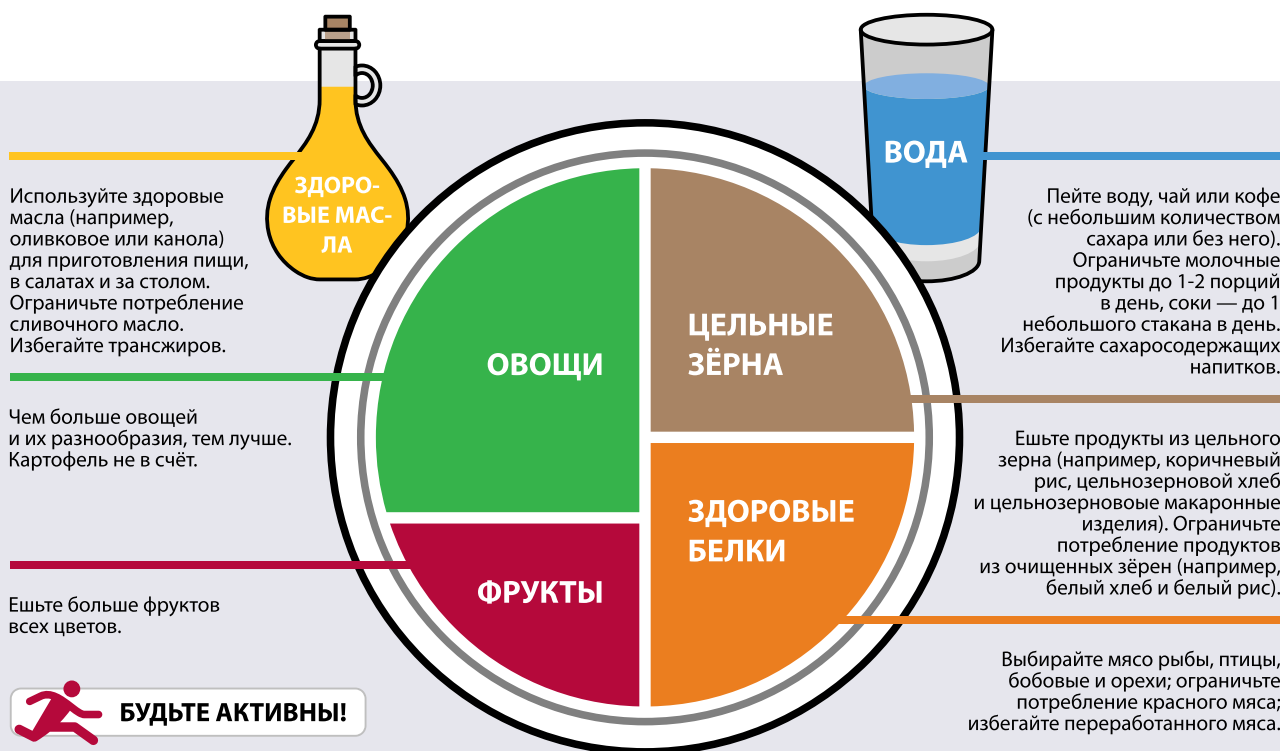 ЗДОРО-
ВЫЕ МАС-
ЛА
ВОДА
Используйте здоровые
масла (например,
оливковое или канола)
для приготовления пищи,
в салатах и за столом.
Ограничьте потребление
сливочного масло.
Избегайте трансжиров.
Пейте воду, чай или кофе
(с небольшим количеством
сахара или без него).
Ограничьте молочные
продукты до 1-2 порций
в день, соки — до 1
небольшого стакана в день.
Избегайте сахаросодержащих
напитков.
ОВОЩИ
ЦЕЛЬНЫЕ
ЗЁРНА
Чем больше овощей
и их разнообразия, тем лучше.
Картофель не в счёт.
Ешьте продукты из цельного
зерна (например, коричневый
рис, цельнозерновой хлеб
и цельнозерновоые макаронные
изделия). Ограничьте
потребление продуктов
из очищенных зёрен (например,
белый хлеб и белый рис).
ФРУКТЫ
ЗДОРОВЫЕ
БЕЛКИ
Ешьте больше фруктов
всех цветов.
Выбирайте мясо рыбы, птицы,
бобовые и орехи; ограничьте
потребление красного мяса;
избегайте переработанного мяса.
БУДЬТЕ АКТИВНЫ!